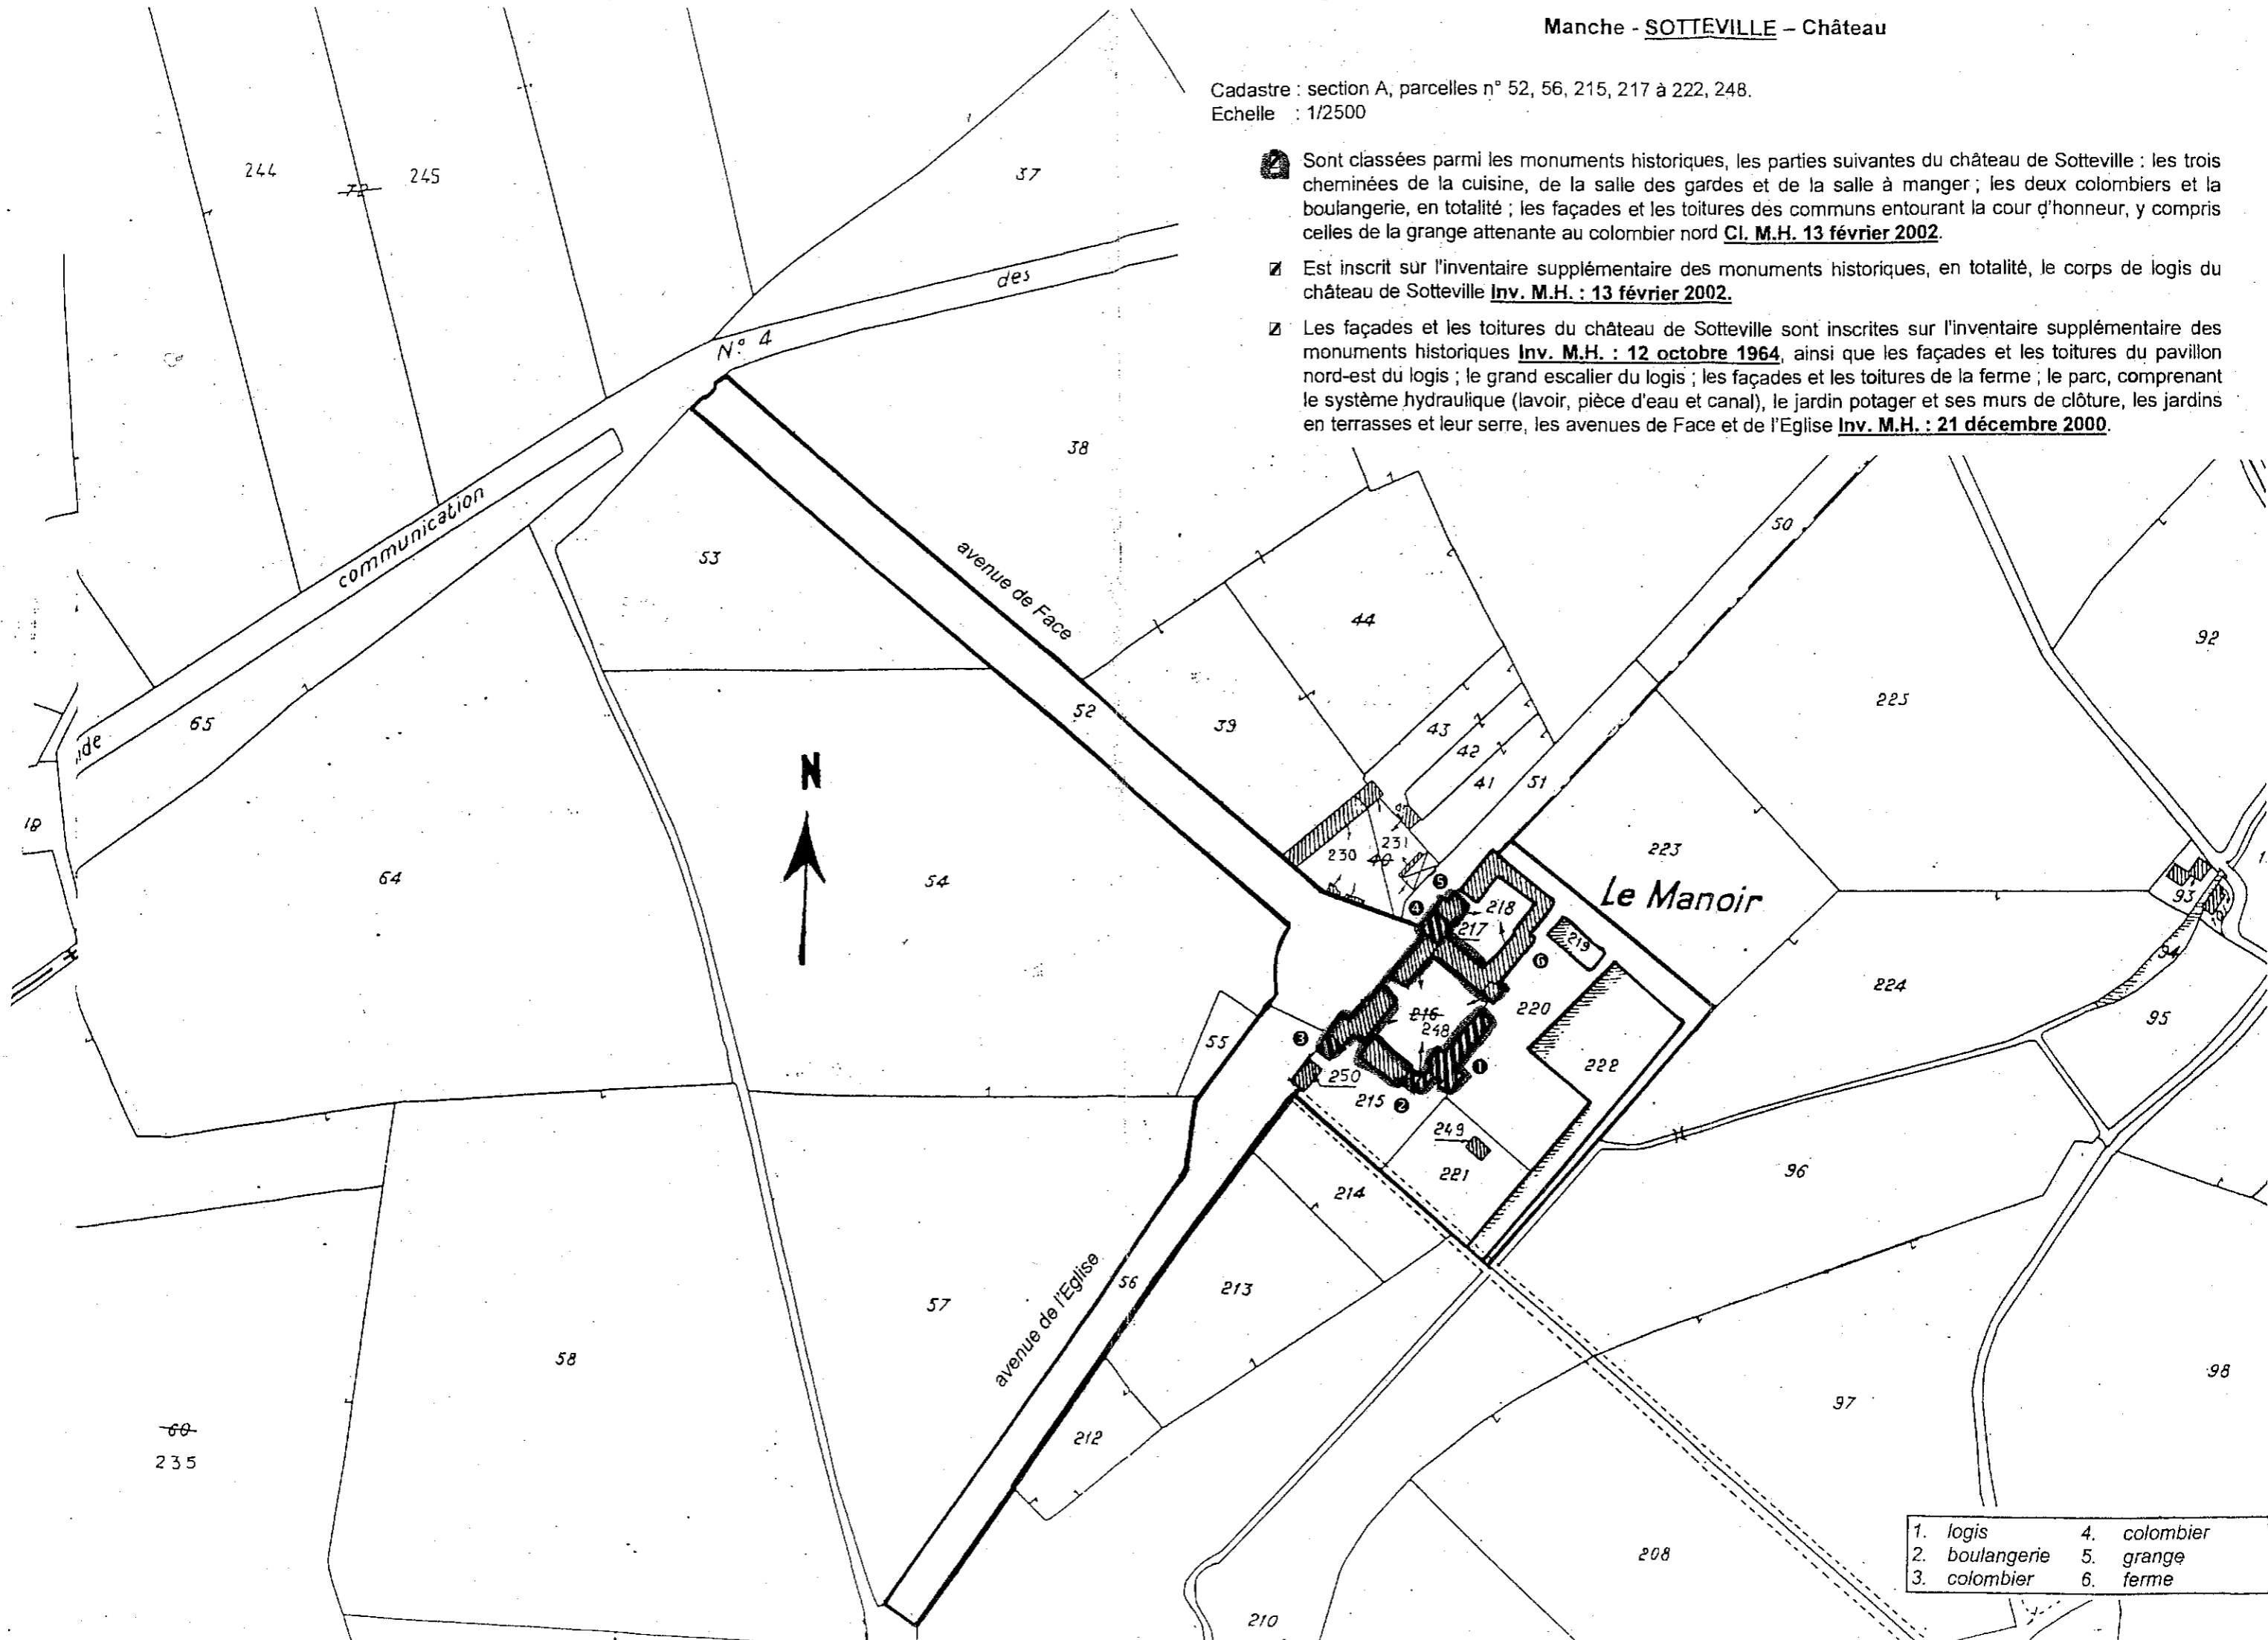 Manche - SOTTEVILLE – Château
Cadastre : section A, parcelles n° 52, 56, 215, 217 à 222, 248.
Echelle : 1/2500
Sont classées parmi les monuments historiques, les parties suivantes du château de Sotteville : les trois
cheminées de la cuisine, de la salle des gardes et de la salle à manger ; les deux colombiers et la
boulangerie, en totalité ; les façades et les toitures des communs entourant la cour d'honneur, y compris
celles de la grange attenante au colombier nord Cl. M.H. 13 février 2002.
Est inscrit sur l'inventaire supplémentaire des monuments historiques, en totalité, le corps de logis du
château de Sotteville Inv. M.H. : 13 février 2002.
Les façades et les toitures du château de Sotteville sont inscrites sur l'inventaire supplémentaire des
monuments historiques Inv. M.H. : 12 octobre 1964, ainsi que les façades et les toitures du pavillon
nord-est du logis ; le grand escalier du logis ; les façades et les toitures de la ferme ; le parc, comprenant
le système hydraulique (lavoir, pièce d'eau et canal), le jardin potager et ses murs de clôture, les jardins
en terrasses et leur serre, les avenues de Face et de l'Eglise Inv. M.H. : 21 décembre 2000.
244
72
245
37
des
N° 4
38
communication
53
avenue de Face
50
44
92
65
de
52
39
43
42
41
51
225
N
18
64
54
230
40
231
223
Le Manoir
93
5
4
218
217
219
6
94
224
220
95
216
248
3
55
250
215
2
1
222
249
221
96
214
56
213
57
avenue de l'Eglise
58
98
97
60
235
212
208
210
1. logis 4. colombier
2. boulangerie 5. grange
3. colombier 6. ferme